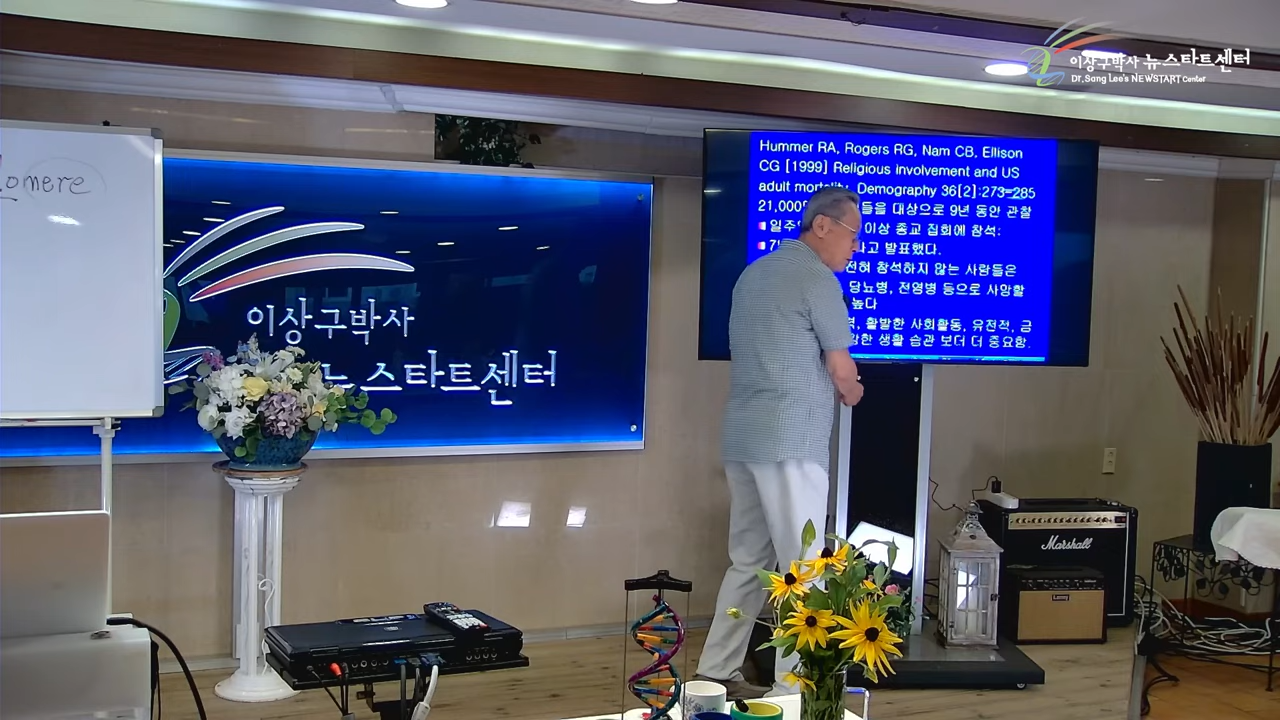 이상구박사 뉴스타트센터
Dr. Sang Lee's NEWSTART Center
omere
이상구박사
뉴스타트센터
Hummer RA, Rogers RG, Nam CB, Ellison
CG [1999] Religious involvement and US
adult mortality. Demography 36[2]:273=285
21,000 들을 대상으로 9년 동안 관찰
이상 종교 집회에 참석:
고 발표했다.
전혀 참석하지 않는 사람들은
당뇨병, 전염병 등으로 사망할
높다
활발한 사회활동, 유전적, 금
생활 습관 보더 더 중요함.
Marshall
Laney